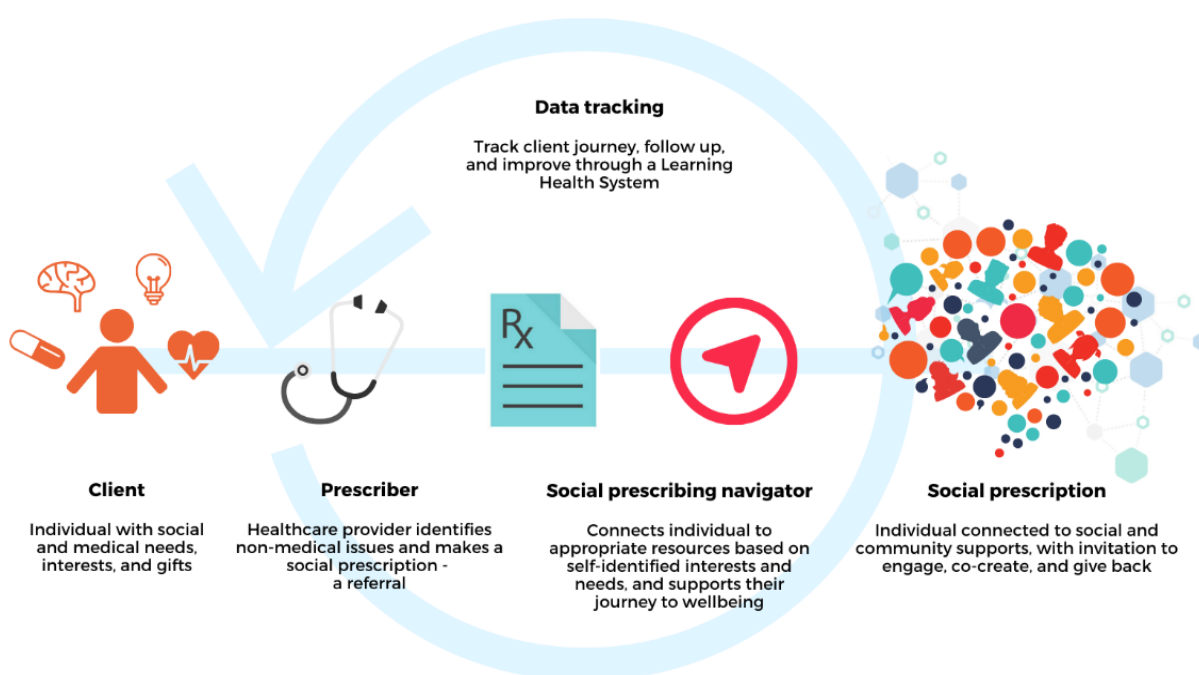 Data tracking
Track client journey, follow up,
and improve through a Learning
Health System
Rx
Client
Individual with social
and medical needs,
interests, and gifts
Prescriber
Healthcare provider identifies
non-medical issues and makes a
social prescription -
a referral
Social prescribing navigator
Connects individual to
appropriate resources based on
self-identified interests and
needs, and supports their
journey to wellbeing
Social prescription
Individual connected to social and
community supports, with invitation to
engage, co-create, and give back